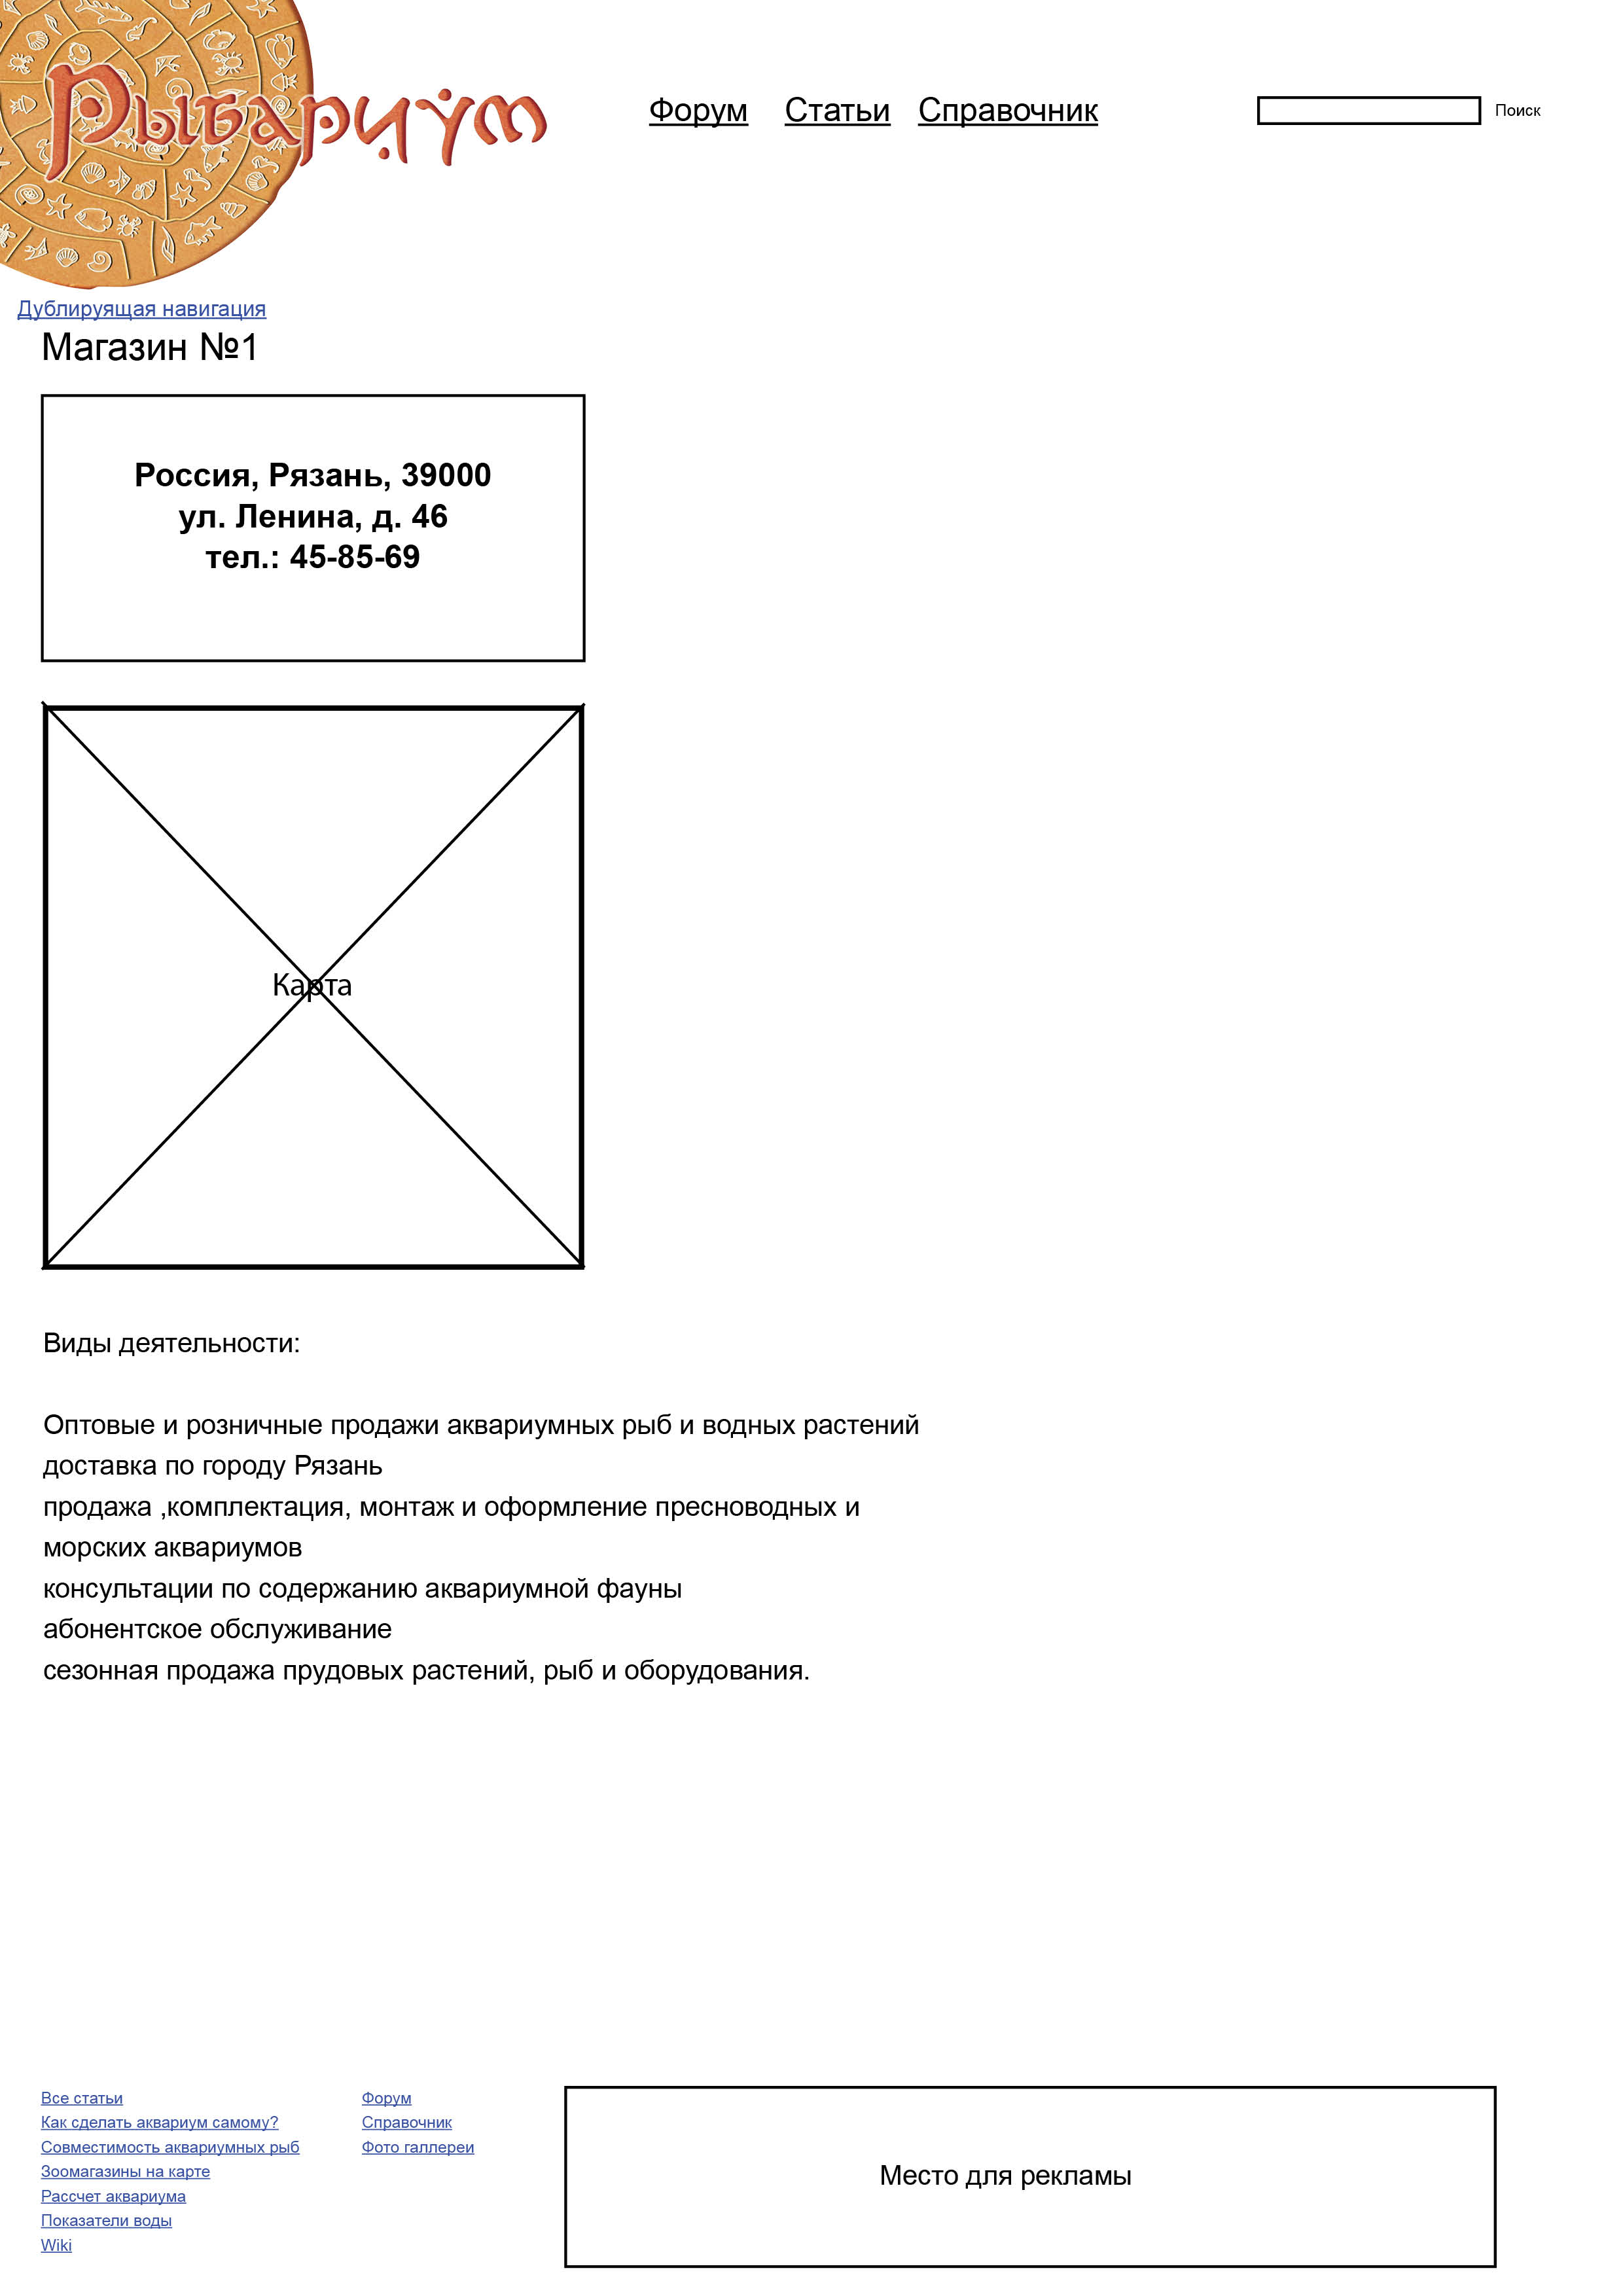 Рыбариум
Форум Статьи Справочник Поиск
Дублируящая навигация
Магазин №1
Россия, Рязань, 39000
ул. Ленина, д. 46
тел.: 45-85-69
Карта
Виды деятельности:
Оптовые и розничные продажи аквариумных рыб и водных растений
доставка по городу Рязань
продажа ,комплектация, монтаж и оформление пресноводных и
морских аквариумов
консультации по содержанию аквариумной фауны
абонентское обслуживание
сезонная продажа прудовых растений, рыб и оборудования.
Все статьи
Как сделать аквариум самому?
Совместимость аквариумных рыб
Зоомагазины на карте
Рассчет аквариума
Показатели воды
Wiki
Форум
Справочник
Фото галлереи
Место для рекламы